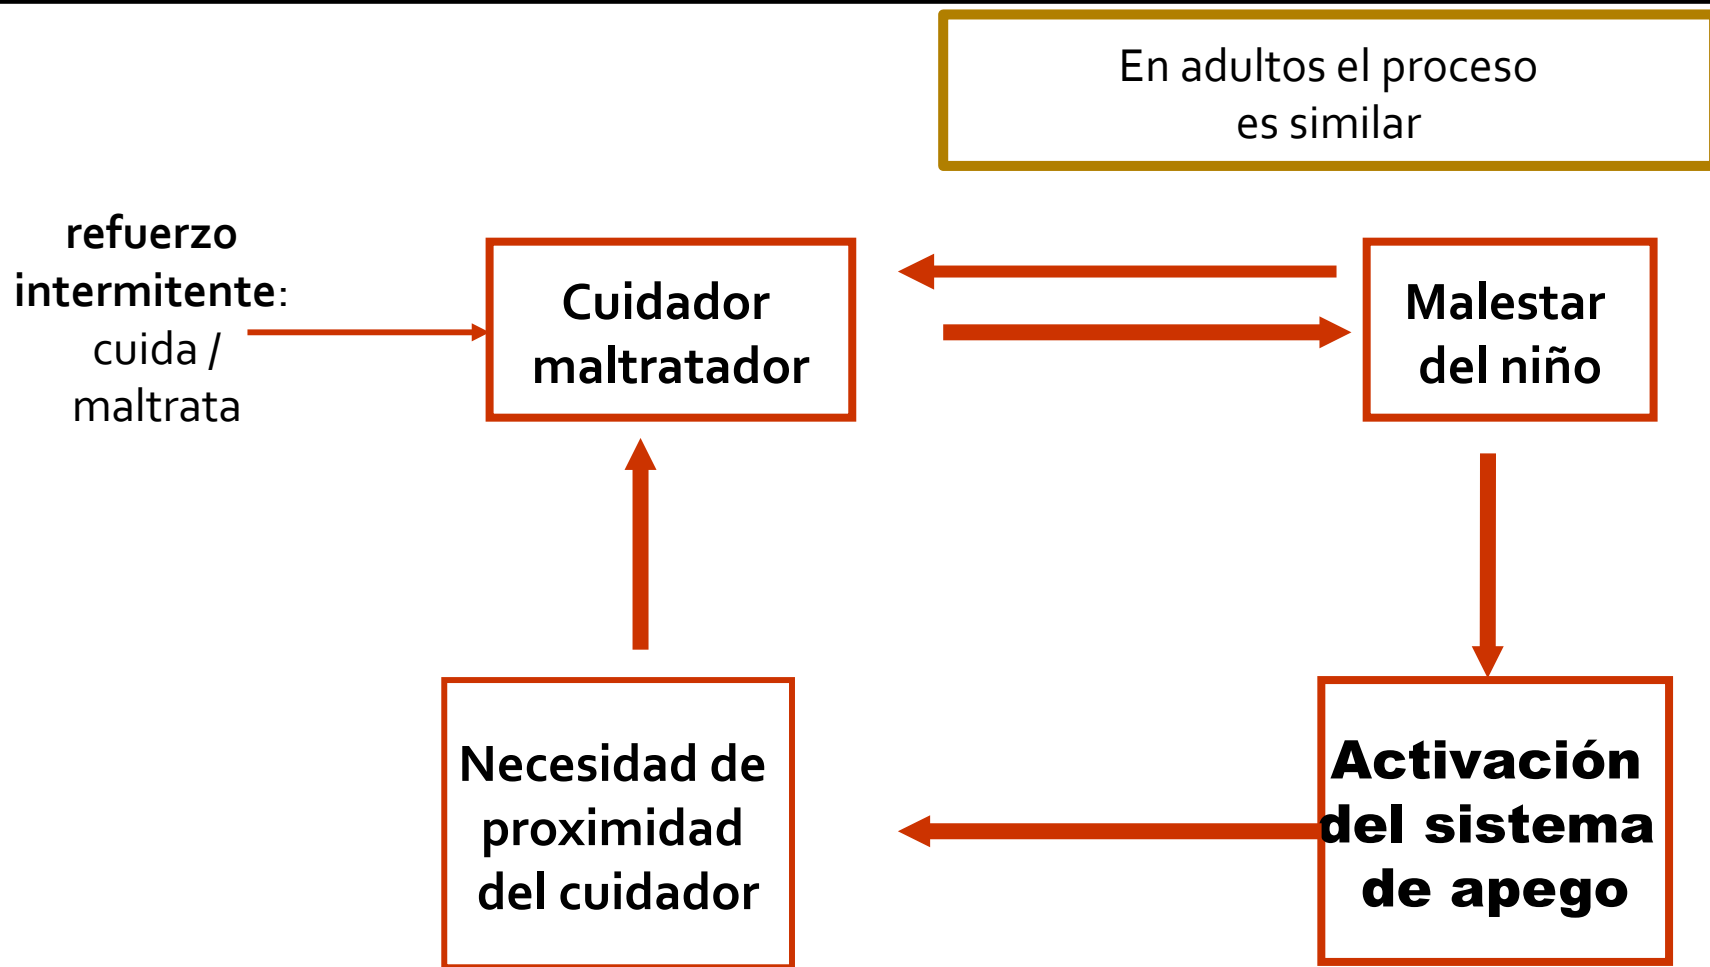 En adultos el proceso
es similar
refuerzo
intermitente:
cuida /
maltrata
Cuidador
maltratador
Malestar
del niño
Necesidad de
proximidad
del cuidador
Activación
del sistema
de apego